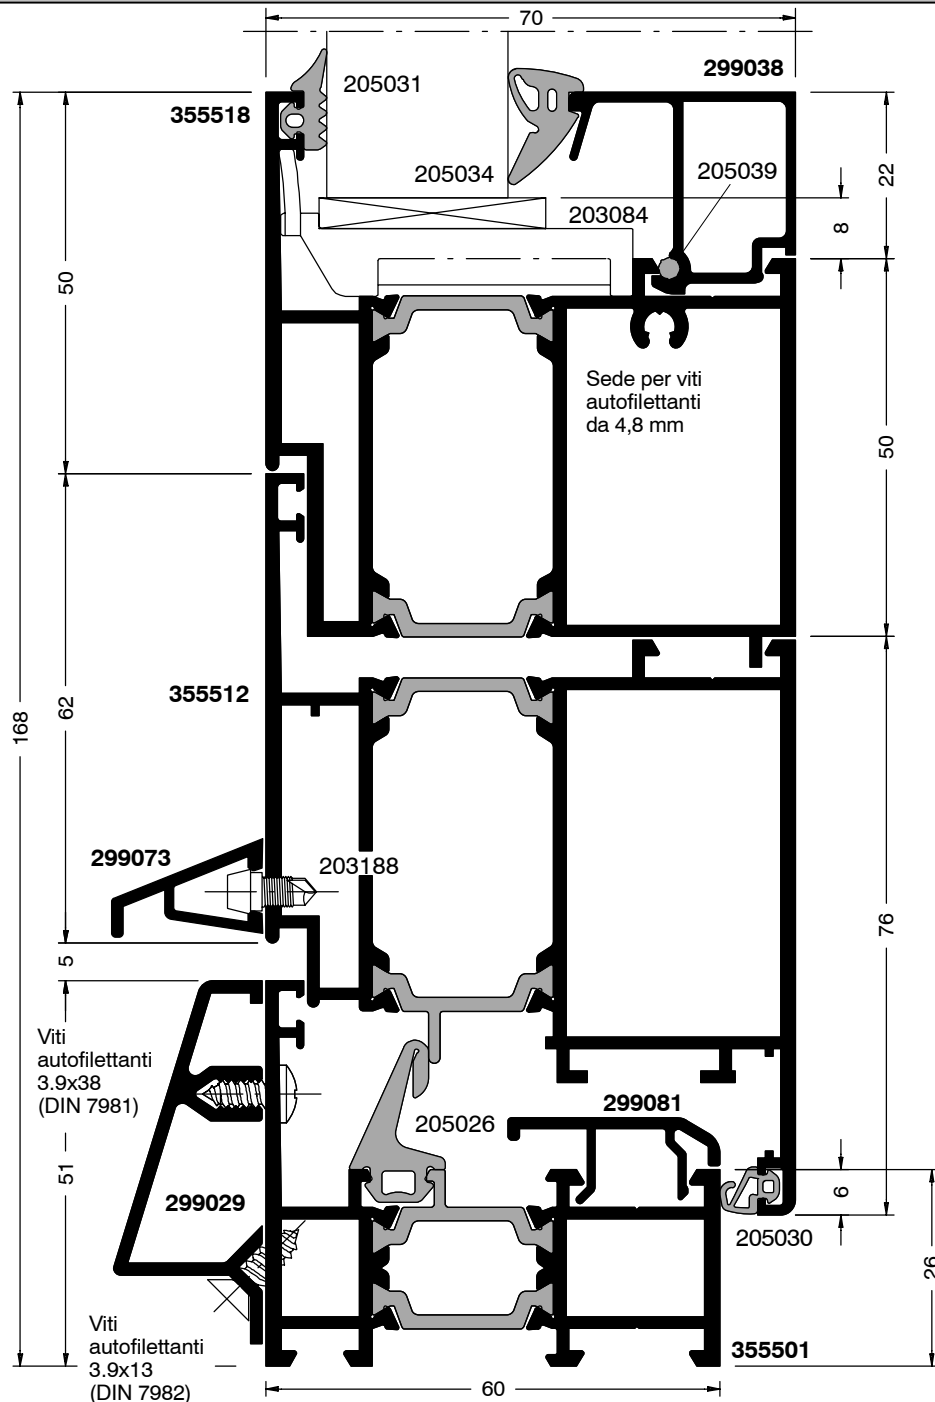 70
205031
299038
355518
205034
205039
22
203084
8
50
Sede per viti
autofilettanti
da 4,8 mm
50
168
62
355512
299073
203188
76
5
Viti
autofilettanti
3.9x38
(DIN 7981)
205026
299081
51
299029
6
205030
26
Viti
autofilettanti
3.9x13
(DIN 7982)
355501
60